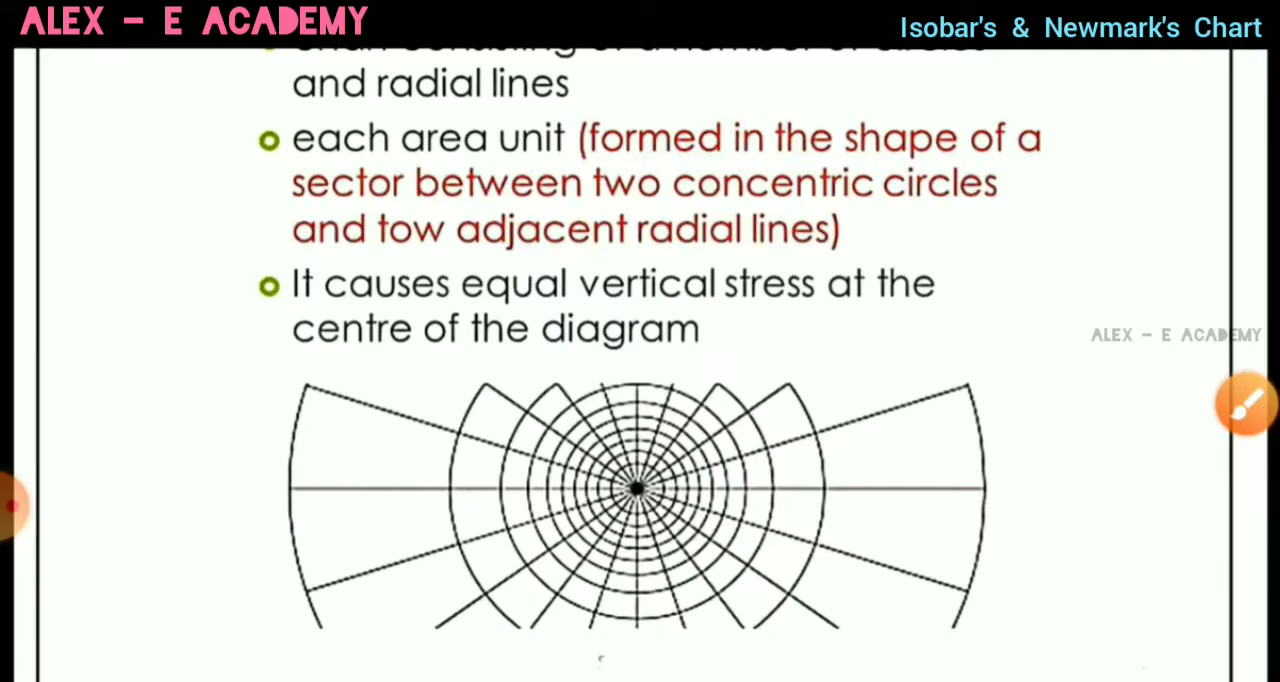 ALEX - E ACADEMY
Isobar's & Newmark's Chart
and radial lines
each area unit (formed in the shape of a
sector between two concentric circles
and tow adjacent radial lines)
It causes equal vertical stress at the
centre of the diagram
ALEX - E ACADEMY